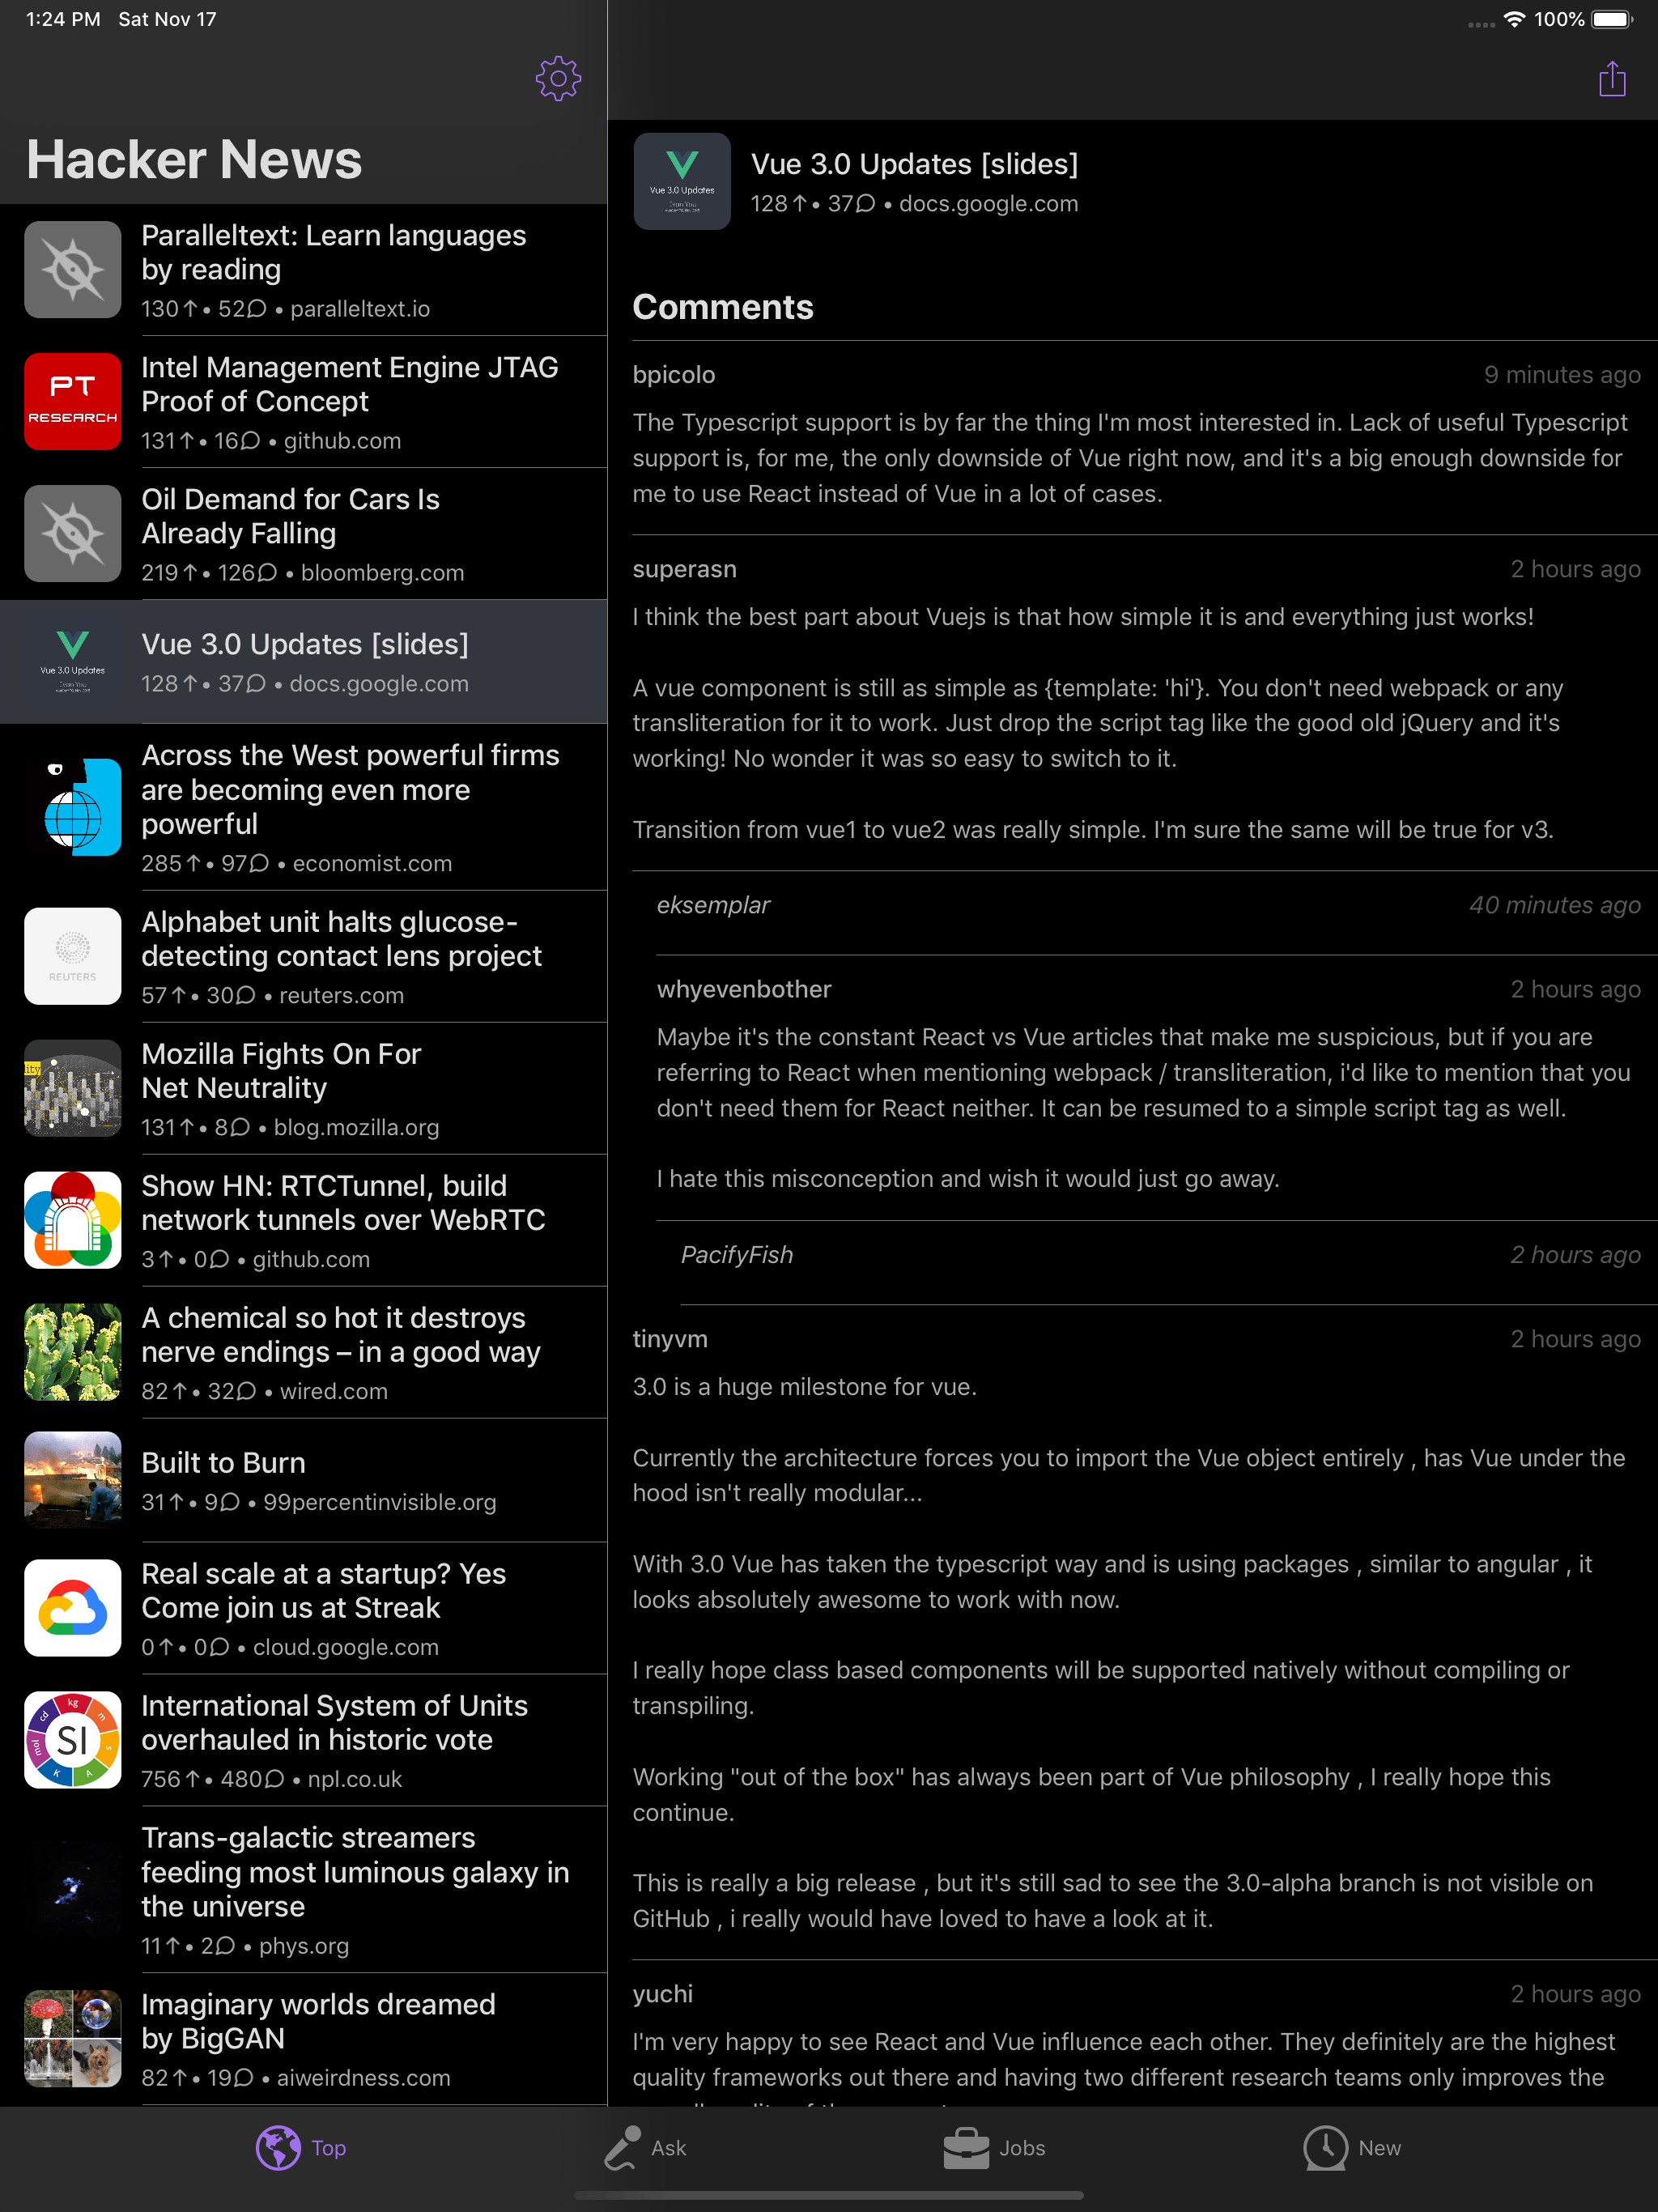 1:24 PM Sat Nov 17
100%
Hacker News
Paralleltext: Learn languages
by reading
130↑ • 52 • paralleltext.io
PT
RESEARCH
Intel Management Engine JTAG
Proof of Concept
131↑ • 16 • github.com
Oil Demand for Cars Is
Already Falling
219↑ • 126 • bloomberg.com
Vue 3.0 Updates
Vue 3.0 Updates [slides]
128↑ • 37 • docs.google.com
Across the West powerful firms
are becoming even more
powerful
285↑ • 97 • economist.com
REUTERS
Alphabet unit halts glucose-
detecting contact lens project
57↑ • 30 • reuters.com
lity
Mozilla Fights On For
Net Neutrality
131↑ • 8 • blog.mozilla.org
Show HN: RTCTunnel, build
network tunnels over WebRTC
3↑ • 0 • github.com
A chemical so hot it destroys
nerve endings – in a good way
82↑ • 32 • wired.com
Built to Burn
31↑ • 9 • 99percentinvisible.org
Real scale at a startup? Yes
Come join us at Streak
0↑ • 0 • cloud.google.com
SI
kg
m
s
A
K
mol
cd
International System of Units
overhauled in historic vote
756↑ • 480 • npl.co.uk
Trans-galactic streamers
feeding most luminous galaxy in
the universe
11↑ • 2 • phys.org
Imaginary worlds dreamed
by BigGAN
82↑ • 19 • aiweirdness.com
Vue 3.0 Updates
Vue 3.0 Updates [slides]
128↑ • 37 • docs.google.com
Comments
bpicolo 9 minutes ago
The Typescript support is by far the thing I'm most interested in. Lack of useful Typescript
support is, for me, the only downside of Vue right now, and it's a big enough downside for
me to use React instead of Vue in a lot of cases.
superasn 2 hours ago
I think the best part about Vuejs is that how simple it is and everything just works!
A vue component is still as simple as {template: 'hi'}. You don't need webpack or any
transliteration for it to work. Just drop the script tag like the good old jQuery and it's
working! No wonder it was so easy to switch to it.
Transition from vue1 to vue2 was really simple. I'm sure the same will be true for v3.
eksemplar 40 minutes ago
whyevenbother 2 hours ago
Maybe it's the constant React vs Vue articles that make me suspicious, but if you are
referring to React when mentioning webpack / transliteration, i'd like to mention that you
don't need them for React neither. It can be resumed to a simple script tag as well.
I hate this misconception and wish it would just go away.
PacifyFish 2 hours ago
tinyvm 2 hours ago
3.0 is a huge milestone for vue.
Currently the architecture forces you to import the Vue object entirely , has Vue under the
hood isn't really modular...
With 3.0 Vue has taken the typescript way and is using packages , similar to angular , it
looks absolutely awesome to work with now.
I really hope class based components will be supported natively without compiling or
transpiling.
Working "out of the box" has always been part of Vue philosophy , I really hope this
continue.
This is really a big release , but it's still sad to see the 3.0-alpha branch is not visible on
GitHub , i really would have loved to have a look at it.
yuchi 2 hours ago
I'm very happy to see React and Vue influence each other. They definitely are the highest
quality frameworks out there and having two different research teams only improves the
Top
Ask
Jobs
New